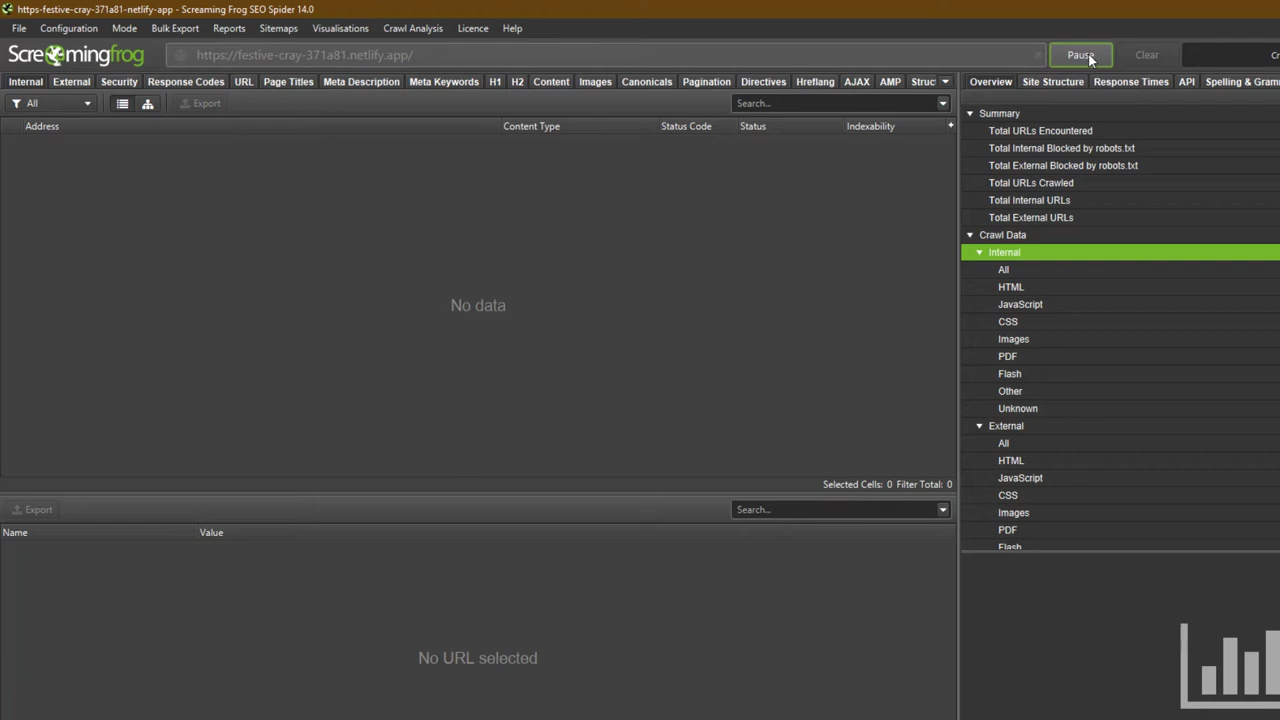 https-festive-cray-371a81-netlify-app - Screaming Frog SEO Spider 14.0
File Configuration Mode Bulk Export Reports Sitemaps Visualisations Crawl Analysis Licence Help
Screamingfrog https://festive-cray-371a81.netlify.app/ Pause Clear Cr
Internal External Security Response Codes URL Page Titles Meta Description Meta Keywords H1 H2 Content Images Canonicals Pagination Directives Hreflang AJAX AMP Struct
All Export Search...
Address Content Type Status Code Status Indexability
No data
Selected Cells: 0 Filter Total: 0
Export Search...
Name Value
No URL selected
Overview Site Structure Response Times API Spelling & Gram
Summary
Total URLs Encountered
Total Internal Blocked by robots.txt
Total External Blocked by robots.txt
Total URLs Crawled
Total Internal URLs
Total External URLs
Crawl Data
Internal
All
HTML
JavaScript
CSS
Images
PDF
Flash
Other
Unknown
External
All
HTML
JavaScript
CSS
Images
PDF
Flash